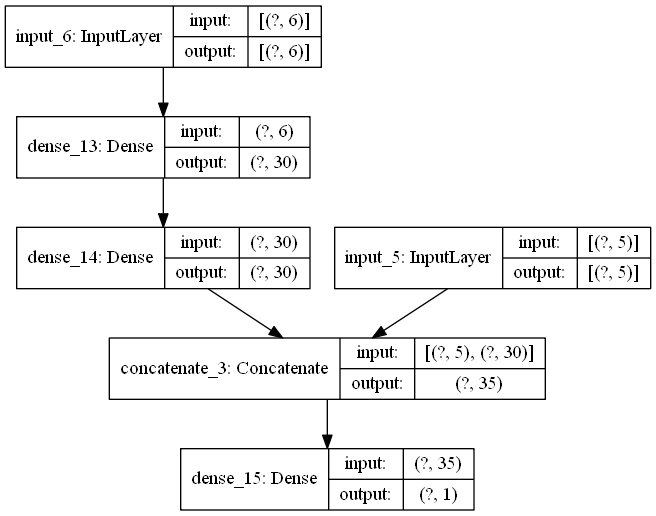 input_6: InputLayer
input: [(?, 6)]
output: [(?, 6)]
dense_13: Dense
input: (?, 6)
output: (?, 30)
dense_14: Dense
input: (?, 30)
output: (?, 30)
input_5: InputLayer
input: [(?, 5)]
output: [(?, 5)]
concatenate_3: Concatenate
input: [(?, 5), (?, 30)]
output: (?, 35)
dense_15: Dense
input: (?, 35)
output: (?, 1)